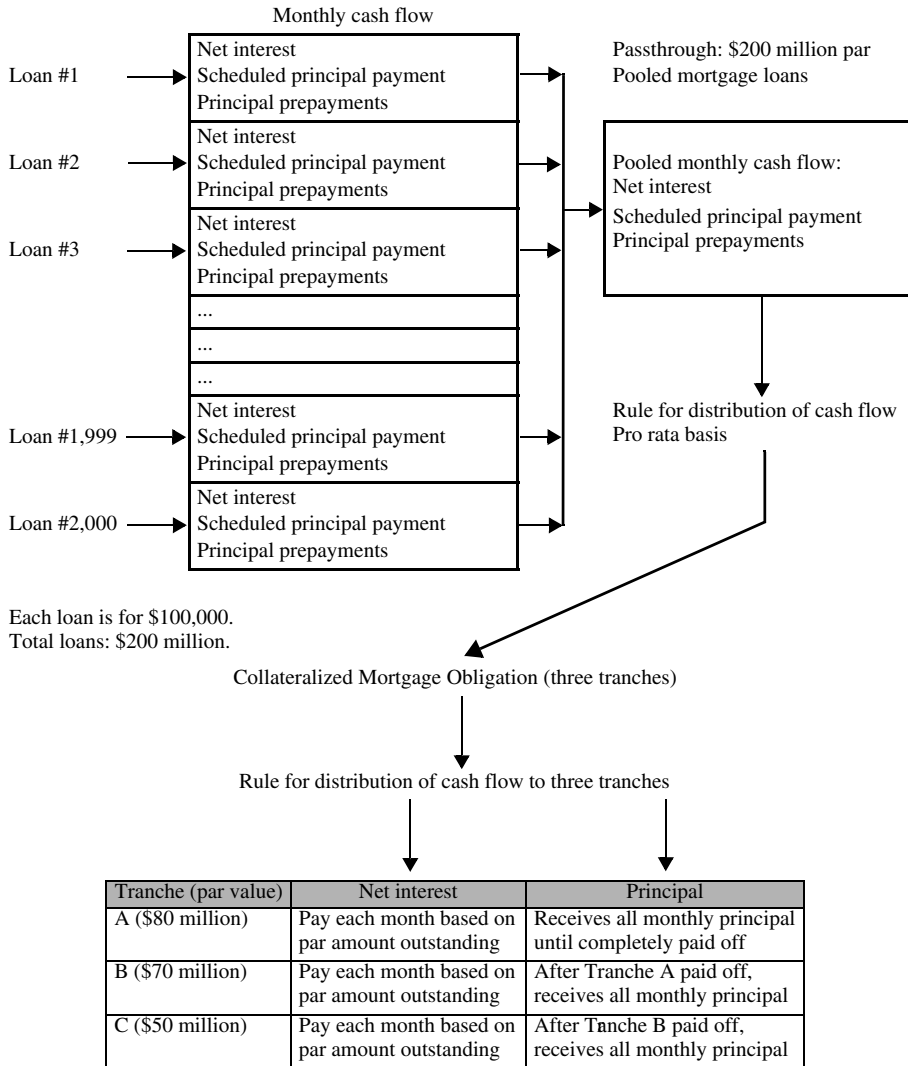 Monthly cash flow
Loan #1
Net interest
Scheduled principal payment
Principal prepayments
Loan #2
Net interest
Scheduled principal payment
Principal prepayments
Loan #3
Net interest
Scheduled principal payment
Principal prepayments
...
...
...
Loan #1,999
Net interest
Scheduled principal payment
Principal prepayments
Loan #2,000
Net interest
Scheduled principal payment
Principal prepayments
Passthrough: $200 million par
Pooled mortgage loans
Pooled monthly cash flow:
Net interest
Scheduled principal payment
Principal prepayments
Rule for distribution of cash flow
Pro rata basis
Each loan is for $100,000.
Total loans: $200 million.
Collateralized Mortgage Obligation (three tranches)
Rule for distribution of cash flow to three tranches
Tranche (par value) Net interest Principal
A ($80 million) Pay each month based on Receives all monthly principal
par amount outstanding until completely paid off
B ($70 million) Pay each month based on After Tranche A paid off,
par amount outstanding receives all monthly principal
C ($50 million) Pay each month based on After Tranche B paid off,
par amount outstanding receives all monthly principal